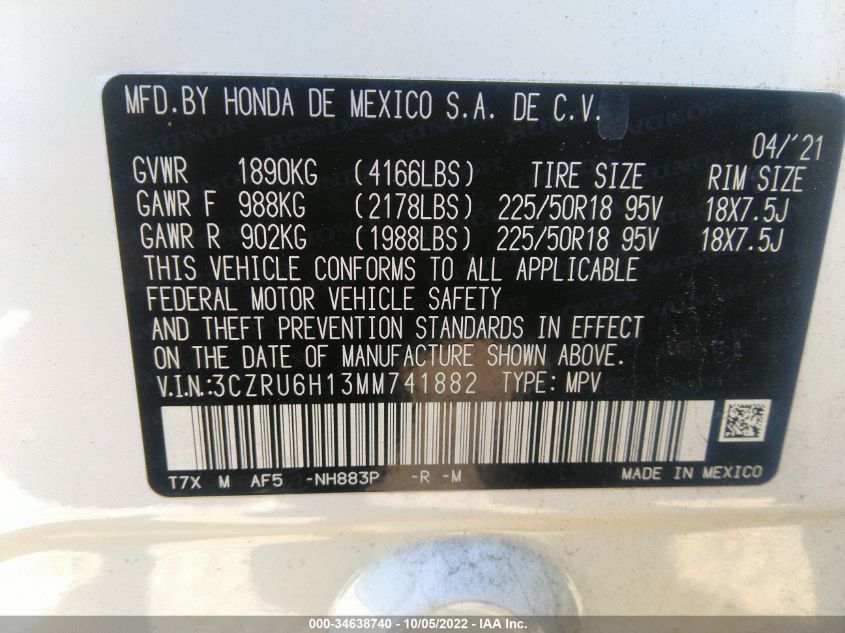 MFD.BY HONDA DE MEXICO S.A. DE C.V.
04/'21
GVWR 1890KG (4166LBS) TIRE SIZE RIM SIZE
GAWR F 988KG (2178LBS) 225/50R18 95V 18X7.5J
GAWR R 902KG (1988LBS) 225/50R18 95V 18X7.5J
THIS VEHICLE CONFORMS TO ALL APPLICABLE
FEDERAL MOTOR VEHICLE SAFETY
AND THEFT PREVENTION STANDARDS IN EFFECT
ON THE DATE OF MANUFACTURE SHOWN ABOVE.
V.I.N.:3CZRU6H13MM741882 TYPE: MPV
T7X M AF5 -NH883P -R -M MADE IN MEXICO
000-34638740 - 10/05/2022 - IAA Inc.